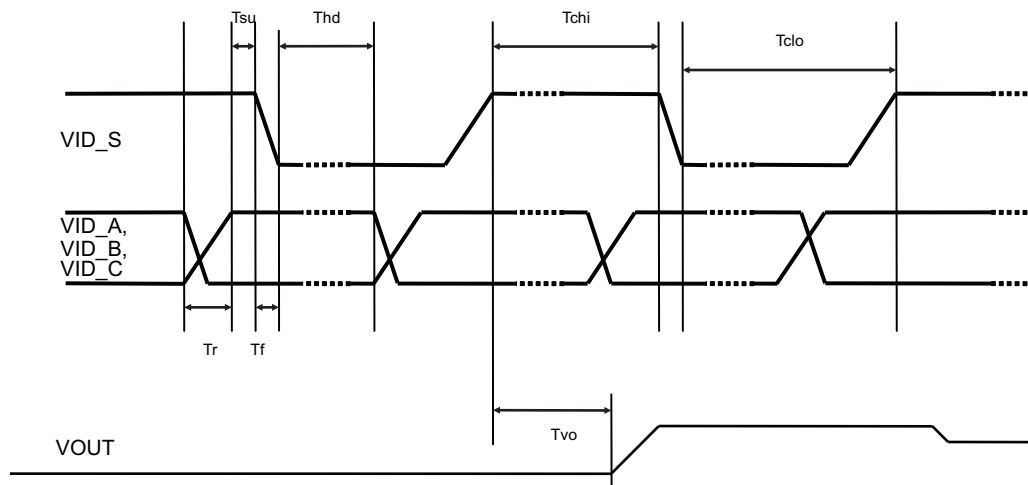 Tsu
Thd
Tchi
Tclo
VID_S
VID_A,
VID_B,
VID_C
Tr
Tf
Tvo
VOUT